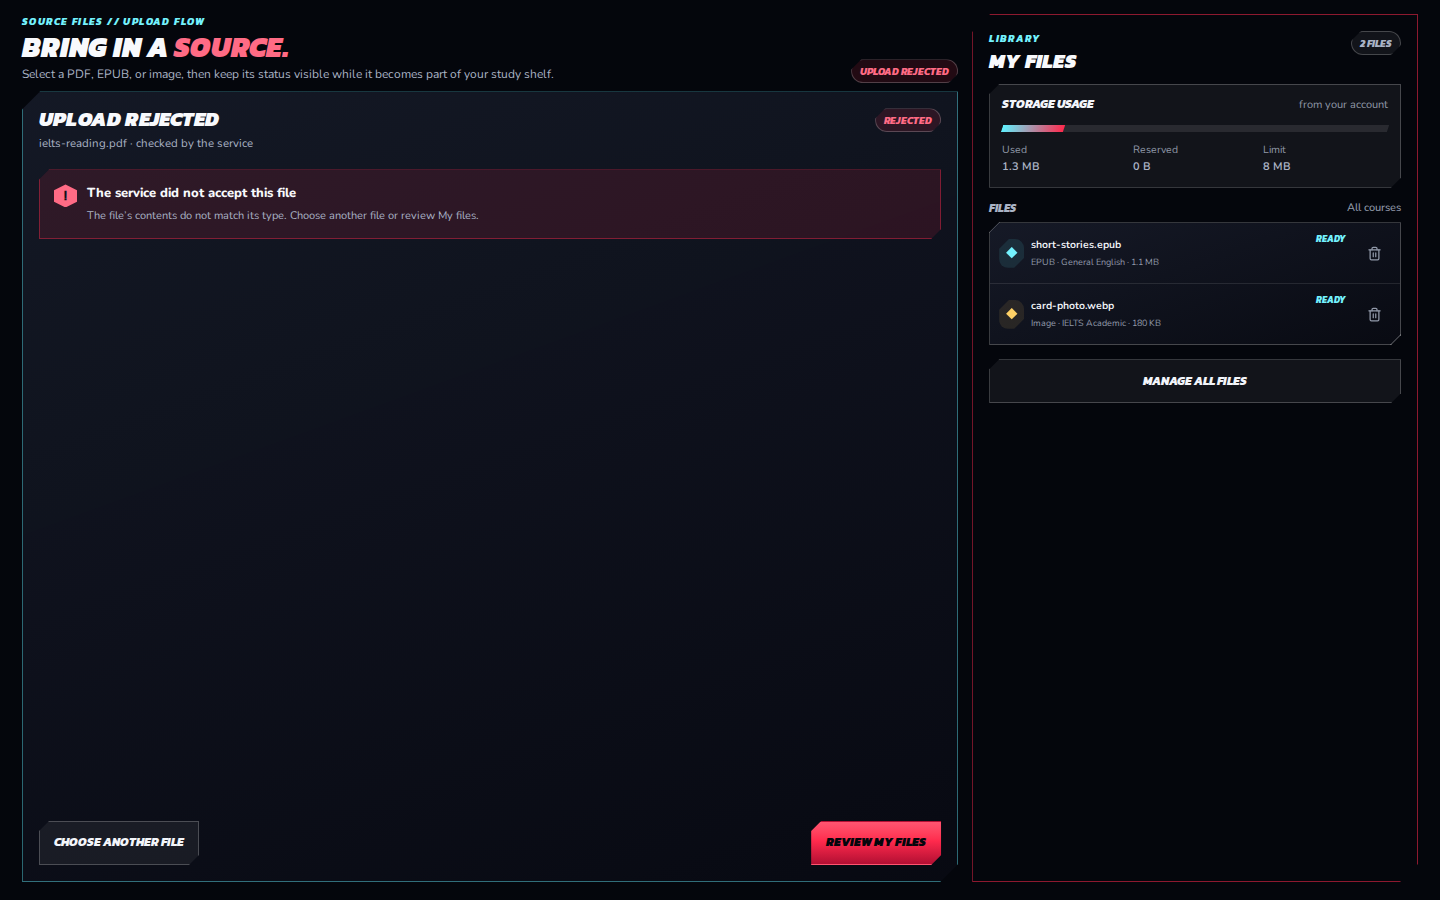 SOURCE FILES // UPLOAD FLOW
BRING IN A SOURCE.
Select a PDF, EPUB, or image, then keep its status visible while it becomes part of your study shelf.
UPLOAD REJECTED
UPLOAD REJECTED
REJECTED
ielts-reading.pdf · checked by the service
!
The service did not accept this file
The file's contents do not match its type. Choose another file or review My files.
CHOOSE ANOTHER FILE
REVIEW MY FILES
LIBRARY
MY FILES
2 FILES
STORAGE USAGE
from your account
Used
Reserved
Limit
1.3 MB
0 B
8 MB
FILES
All courses
short-stories.epub
READY
EPUB · General English · 1.1 MB
card-photo.webp
READY
Image · IELTS Academic · 180 KB
MANAGE ALL FILES